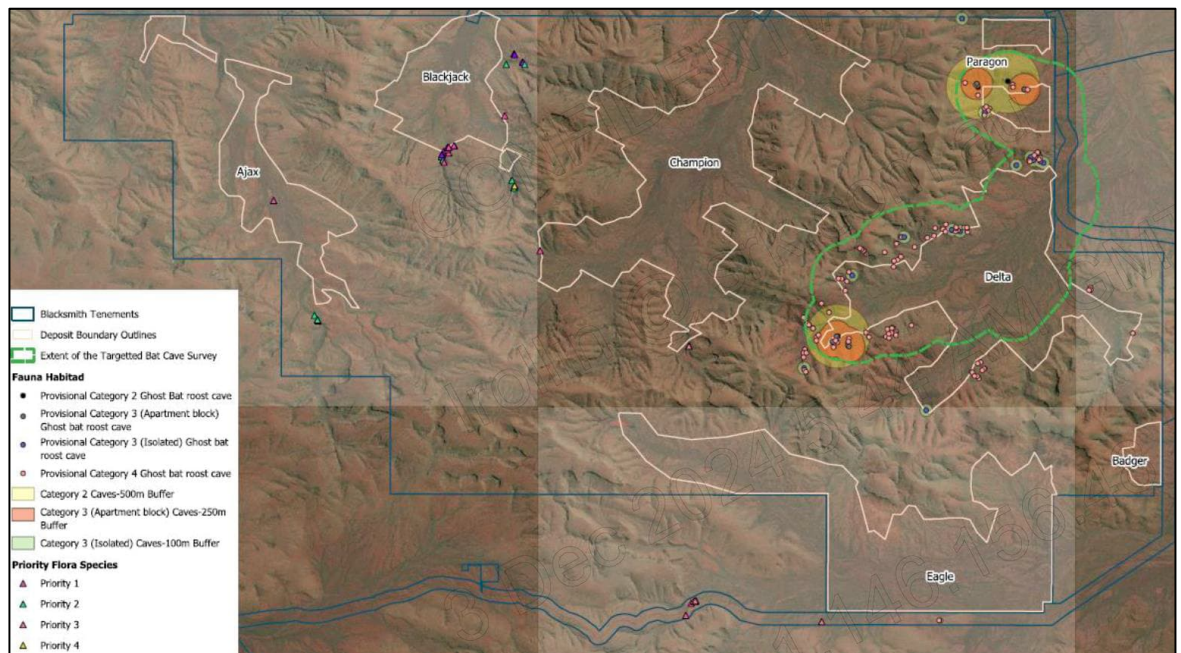 Paragon
Blackjack
Champion
Ajax
Delta
Badger
Eagle
Blacksmith Tenements
Deposit Boundary Outlines
Extent of the Targetted Bat Cave Survey
Fauna Habitad
Provisional Category 2 Ghost Bat roost cave
Provisional Category 3 (Apartment block)
Ghost bat roost cave
Provisional Category 3 (Isolated) Ghost bat
roost cave
Provisional Category 4 Ghost bat roost cave
Category 2 Caves-500m Buffer
Category 3 (Apartment block) Caves-250m
Buffer
Category 3 (Isolated) Caves-100m Buffer
Priority Flora Species
Priority 1
Priority 2
Priority 3
Priority 4